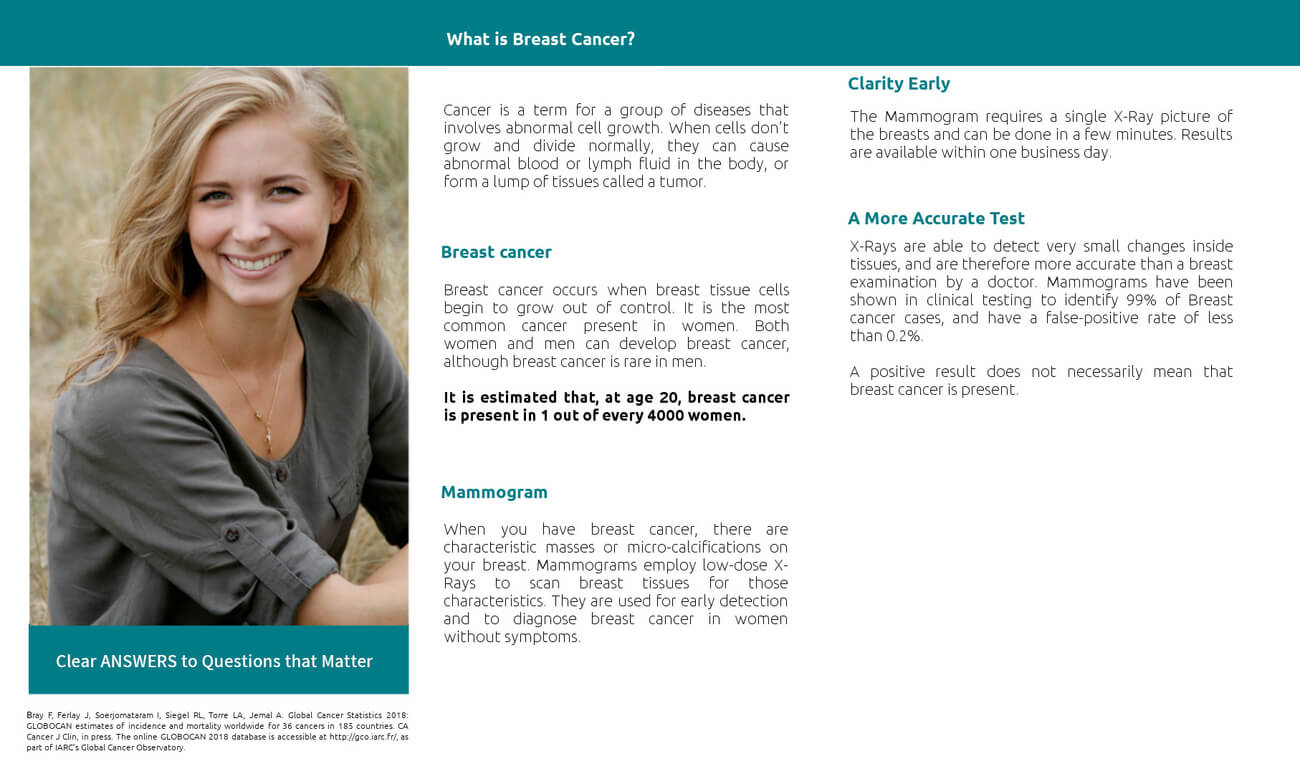 What is Breast Cancer?
Cancer is a term for a group of diseases that
involves abnormal cell growth. When cells don't
grow and divide normally, they can cause
abnormal blood or lymph fluid in the body, or
form a lump of tissues called a tumor.
Breast cancer
Breast cancer occurs when breast tissue cells
begin to grow out of control. It is the most
common cancer present in women. Both
women and men can develop breast cancer,
although breast cancer is rare in men.
It is estimated that, at age 20, breast cancer
is present in 1 out of every 4000 women.
Mammogram
When you have breast cancer, there are
characteristic masses or micro-calcifications on
your breast. Mammograms employ low-dose X-
Rays to scan breast tissues for those
characteristics. They are used for early detection
and to diagnose breast cancer in women
without symptoms.
Clarity Early
The Mammogram requires a single X-Ray picture of
the breasts and can be done in a few minutes. Results
are available within one business day.
A More Accurate Test
X-Rays are able to detect very small changes inside
tissues, and are therefore more accurate than a breast
examination by a doctor. Mammograms have been
shown in clinical testing to identify 99% of Breast
cancer cases, and have a false-positive rate of less
than 0.2%.
A positive result does not necessarily mean that
breast cancer is present.
Clear ANSWERS to Questions that Matter
Bray F, Ferlay J, Soerjomataram I, Siegel RL, Torre LA, Jemal A. Global Cancer Statistics 2018:
GLOBOCAN estimates of incidence and mortality worldwide for 36 cancers in 185 countries. CA
Cancer J Clin, in press. The online GLOBOCAN 2018 database is accessible at http://gco.iarc.fr/, as
part of IARC's Global Cancer Observatory.